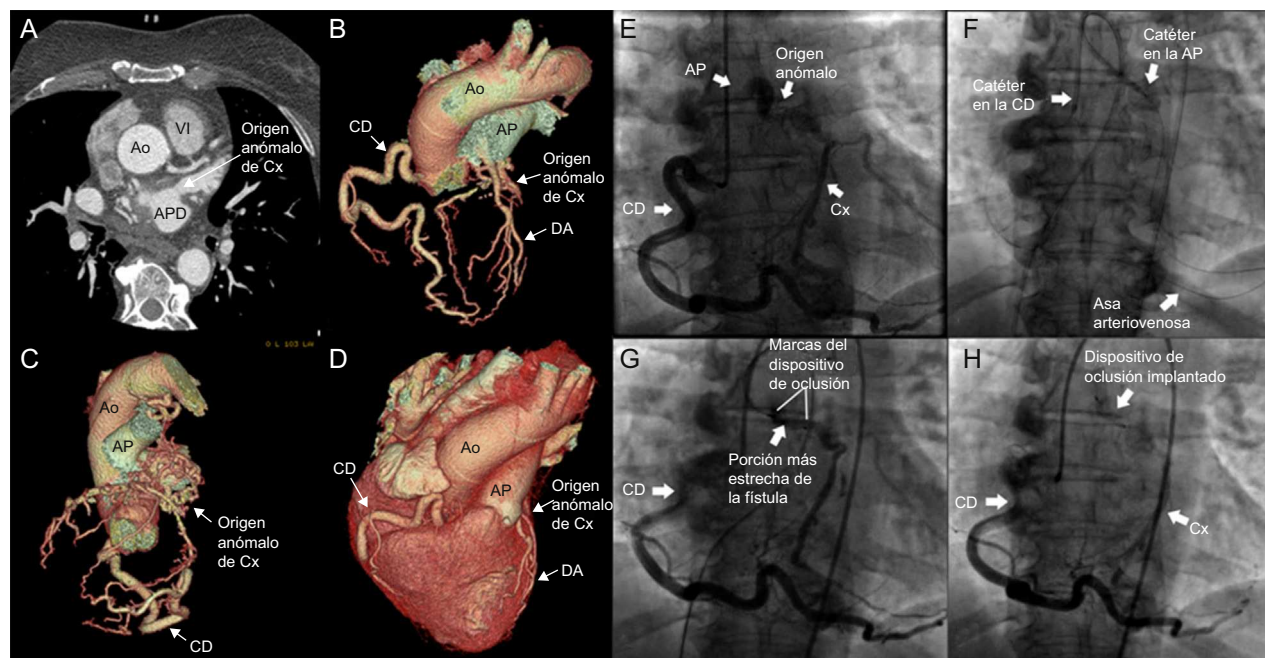 A
VI
Ao
Origen
anómalo
de Cx
APD
B
Ao
CD
AP
Origen
anómalo
de Cx
DA
C
Ao
AP
Origen
anómalo
de Cx
CD
D
Ao
CD
AP
Origen
anómalo
de Cx
DA
E
AP
Origen
anómalo
CD
Cx
F
Catéter
en la AP
Catéter
en la CD
Asa
arteriovenosa
G
Marcas del
dispositivo
de oclusión
CD
Porción más
estrecha de
la fístula
H
Dispositivo de
oclusión implantado
CD
Cx